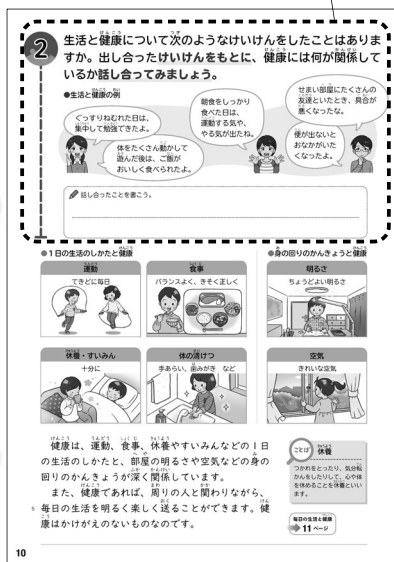 2
生活と健康について次のようなけいけんをしたことはありま
すか。出し合ったけいけんをもとに、健康には何が関係して
いるか話し合ってみましょう。
●生活と健康の例
ぐっすりねむれた日は、
集中して勉強できたよ。
体をたくさん動かして
遊んだ後は、ご飯が
おいしく食べられたよ。
朝食をしっかり
食べた日は、
運動する気や、
やる気が出たね。
せまい部屋にたくさんの
友達といたとき、具合が
悪くなったな。
便が出ないと
おなかがいた
くなったよ。
話し合ったことを書こう。
●1日の生活のしかたと健康
運動
てきどに毎日
食事
バランスよく、きそく正しく
休養・すいみん
十分に
体の清けつ
手あらい、歯みがき など
●身の回りのかんきょうと健康
明るさ
ちょうどよい明るさ
空気
きれいな空気
健康は、運動、食事、休養やすいみんなどの1日
の生活のしかたと、部屋の明るさや空気などの身の
回りのかんきょうが深く関係しています。
また、健康であれば、周りの人と関わりながら、
5 毎日の生活を明るく楽しく送ることができます。健
康はかけがえのないものなのです。
ことば 休養
つかれをとったり、気分転
かんをしたりして、心や体
を休めることを休養といい
ます。
毎日の生活と健康
→11ページ
10